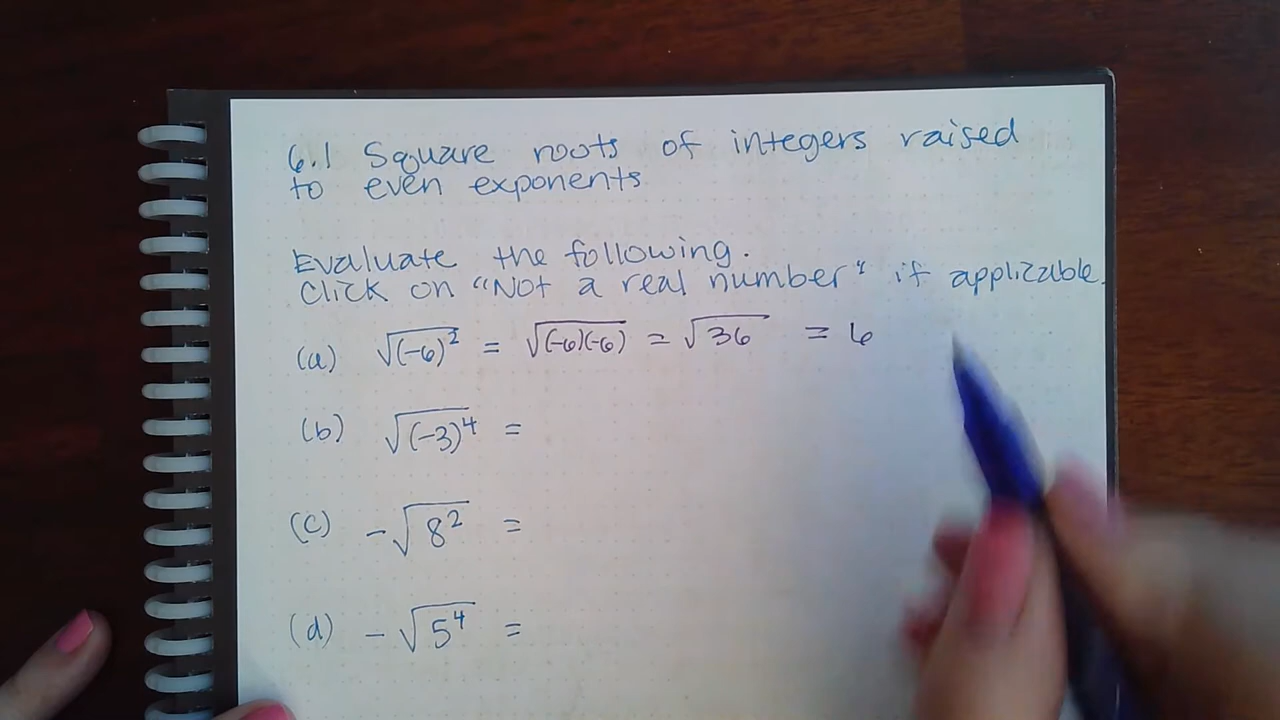 6.1 Square roots of integers raised
to even exponents
Evaluate the following.
Click on "Not a real number" if applicable.
(a) √(-6)² = √(-6)(-6) = √36 = 6
(b) √(-3)⁴ =
(c) -√8² =
(d) -√5⁴ =